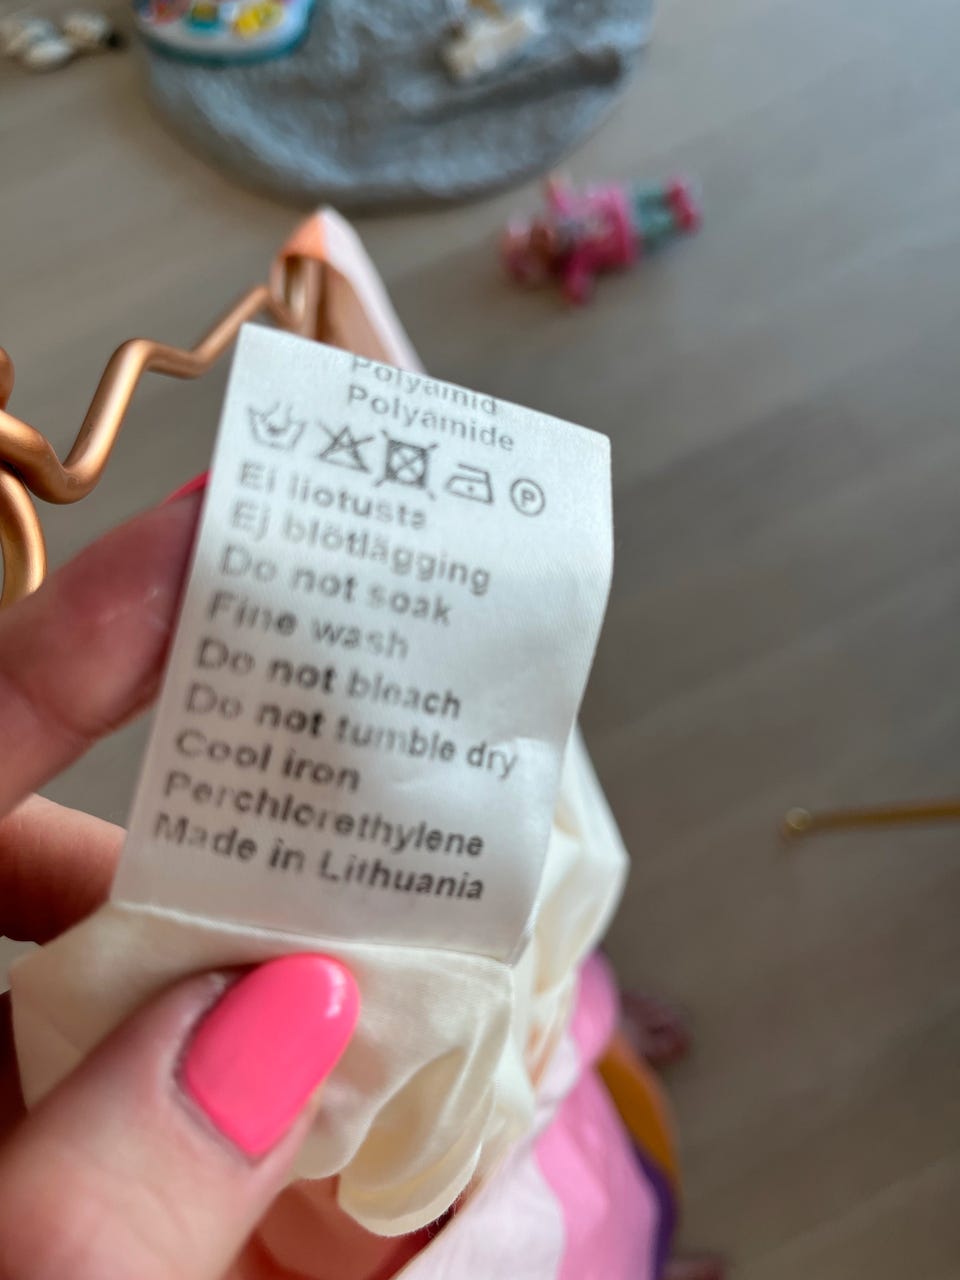 Polyamid
Polyamide
P
Ei liotusta
Ej blötläggning
Do not soak
Fine wash
Do not bleach
Do not tumble dry
Cool iron
Perchlorethylene
Made in Lithuania